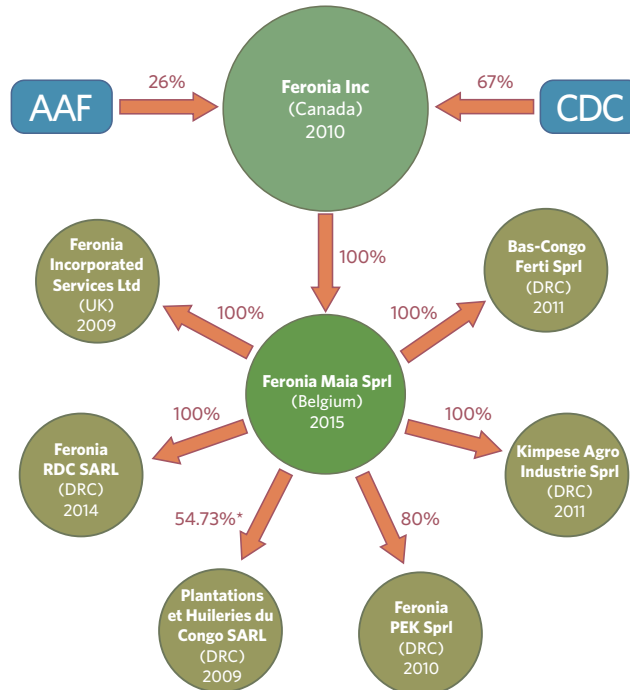 AAF
26%
Feronia Inc
(Canada)
2010
67%
CDC
100%
Feronia
Incorporated
Services Ltd
(UK)
2009
100%
Bas-Congo
Ferti Sprl
(DRC)
2011
100%
Feronia Maia Sprl
(Belgium)
2015
Feronia
RDC SARL
(DRC)
2014
100%
Kimpese Agro
Industrie Sprl
(DRC)
2011
100%
54.73%*
80%
Plantations
et Huileries du
Congo SARL
(DRC)
2009
Feronia
PEK Sprl
(DRC)
2010